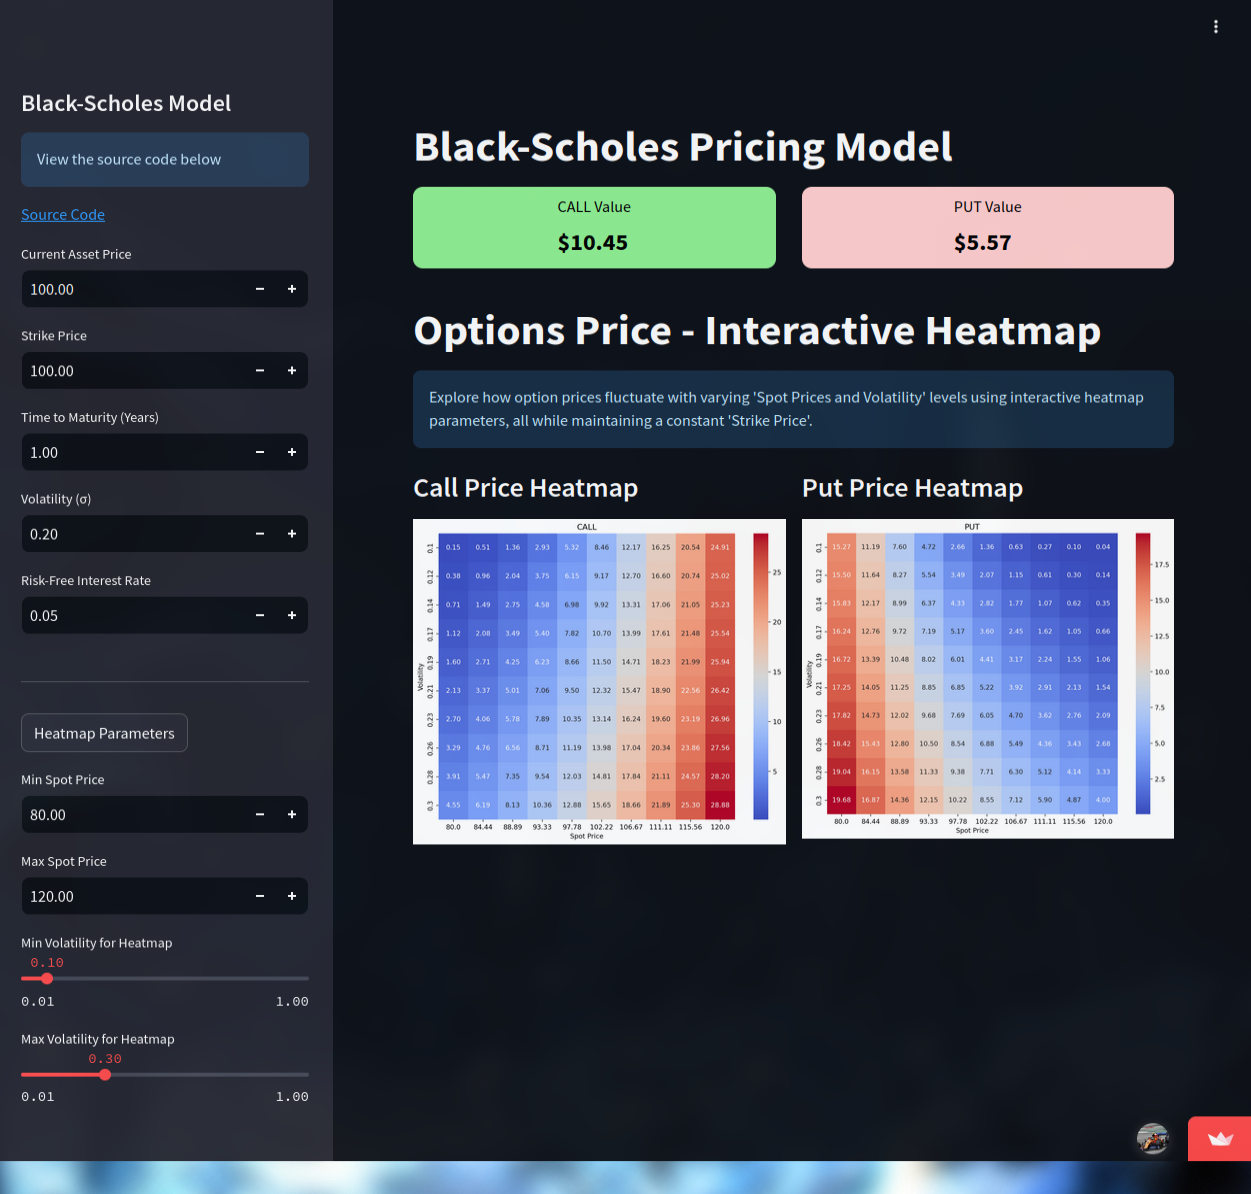 Black-Scholes Model
View the source code below
Source Code
Current Asset Price
100.00
Strike Price
100.00
Time to Maturity (Years)
1.00
Volatility (σ)
0.20
Risk-Free Interest Rate
0.05
Heatmap Parameters
Min Spot Price
80.00
Max Spot Price
120.00
Min Volatility for Heatmap
0.10
0.01 1.00
Max Volatility for Heatmap
0.30
0.01 1.00
Black-Scholes Pricing Model
CALL Value
$10.45
PUT Value
$5.57
Options Price - Interactive Heatmap
Explore how option prices fluctuate with varying 'Spot Prices and Volatility' levels using interactive heatmap
parameters, all while maintaining a constant 'Strike Price'.
Call Price Heatmap
CALL
Volatility
0.1 0.15 0.51 1.36 2.93 5.32 8.46 12.17 16.25 20.54 24.91
0.12 0.38 0.96 2.04 3.75 6.15 9.17 12.70 16.60 20.74 25.02
0.14 0.71 1.49 2.75 4.58 6.98 9.92 13.31 17.06 21.05 25.23
0.17 1.12 2.08 3.49 5.40 7.82 10.70 13.99 17.61 21.48 25.54
0.19 1.60 2.71 4.25 6.23 8.66 11.50 14.71 18.23 21.99 25.94
0.21 2.13 3.37 5.01 7.06 9.50 12.32 15.47 18.90 22.56 26.42
0.23 2.70 4.06 5.78 7.89 10.35 13.14 16.24 19.60 23.19 26.96
0.26 3.29 4.76 6.56 8.71 11.19 13.98 17.04 20.34 23.86 27.56
0.28 3.91 5.47 7.35 9.54 12.03 14.81 17.84 21.11 24.57 28.20
0.3 4.55 6.19 8.13 10.36 12.88 15.65 18.66 21.89 25.30 28.88
80.0 84.44 88.89 93.33 97.78 102.22 106.67 111.11 115.56 120.0
Spot Price
25
20
15
10
5
Put Price Heatmap
PUT
Volatility
0.1 15.27 11.19 7.60 4.72 2.66 1.36 0.63 0.27 0.10 0.04
0.12 15.50 11.64 8.27 5.54 3.49 2.07 1.15 0.61 0.30 0.14
0.14 15.83 12.17 8.99 6.37 4.33 2.82 1.77 1.07 0.62 0.35
0.17 16.24 12.76 9.72 7.19 5.17 3.60 2.45 1.62 1.05 0.66
0.19 16.72 13.39 10.48 8.02 6.01 4.41 3.17 2.24 1.55 1.06
0.21 17.25 14.05 11.25 8.85 6.85 5.22 3.92 2.91 2.13 1.54
0.23 17.82 14.73 12.02 9.68 7.69 6.05 4.70 3.62 2.76 2.09
0.26 18.42 15.43 12.80 10.50 8.54 6.88 5.49 4.36 3.43 2.68
0.28 19.04 16.15 13.58 11.33 9.38 7.71 6.30 5.12 4.14 3.33
0.3 19.68 16.87 14.36 12.15 10.22 8.55 7.12 5.90 4.87 4.00
80.0 84.44 88.89 93.33 97.78 102.22 106.67 111.11 115.56 120.0
Spot Price
17.5
15.0
12.5
10.0
7.5
5.0
2.5